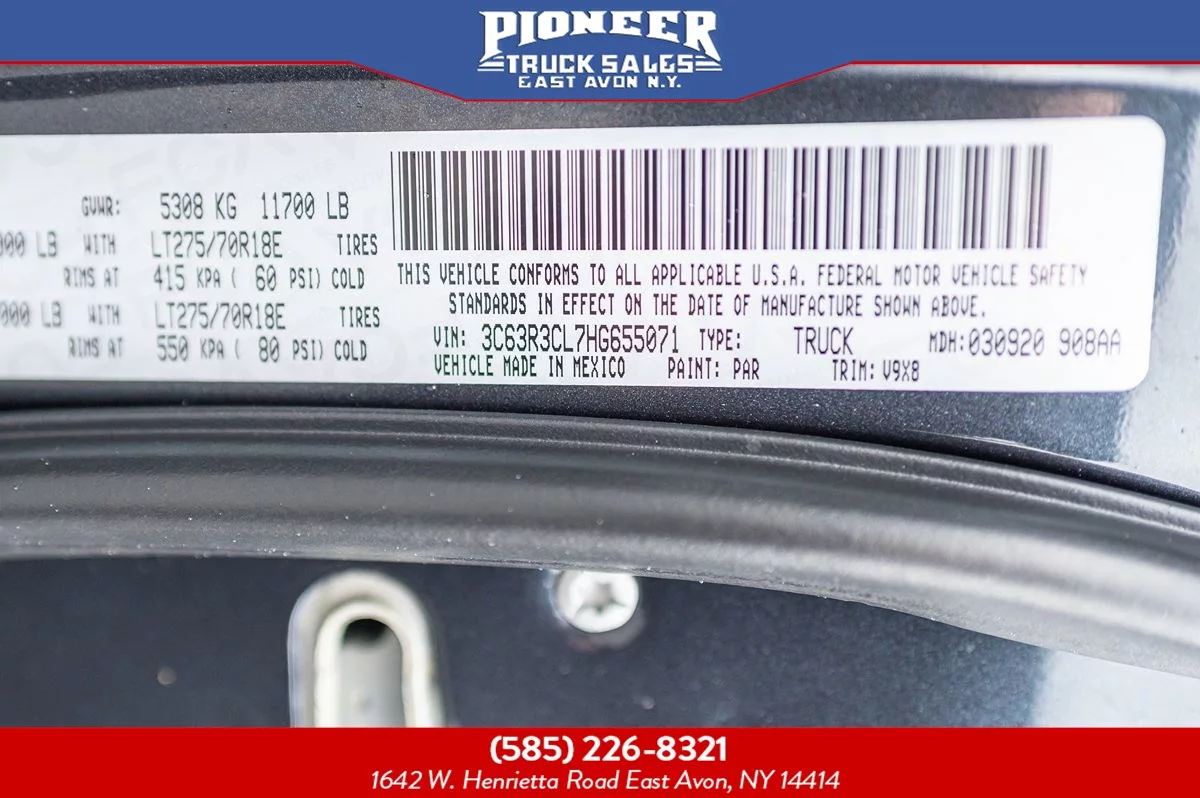 PIONEER
TRUCK SALES
EAST AVON N.Y.
GVWR: 5308 KG 11700 LB
000 LB WITH LT275/70R18E TIRES
RIMS AT 415 KPA ( 60 PSI) COLD
000 LB WITH LT275/70R18E TIRES
RIMS AT 550 KPA ( 80 PSI) COLD
THIS VEHICLE CONFORMS TO ALL APPLICABLE U.S.A. FEDERAL MOTOR VEHICLE SAFETY
STANDARDS IN EFFECT ON THE DATE OF MANUFACTURE SHOWN ABOVE.
VIN: 3C63R3CL7HG655071 TYPE: TRUCK MDH:030920 908AA
VEHICLE MADE IN MEXICO PAINT: PAR TRIM: V9X8
(585) 226-8321
1642 W. Henrietta Road East Avon, NY 14414